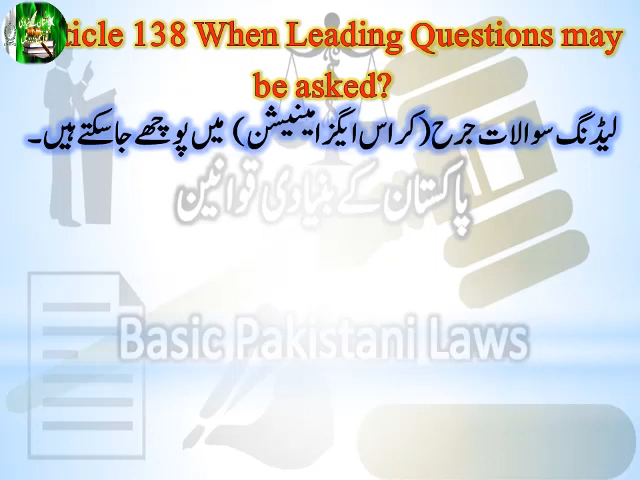 ticle 138 When Leading Questions may
be asked?
لیڈنگ سوالات جرح (کراس ایگزامینیشن) میں پوچھے جاسکتے ہیں۔
پاکستان کے بنیادی قوانین
Basic Pakistani Laws